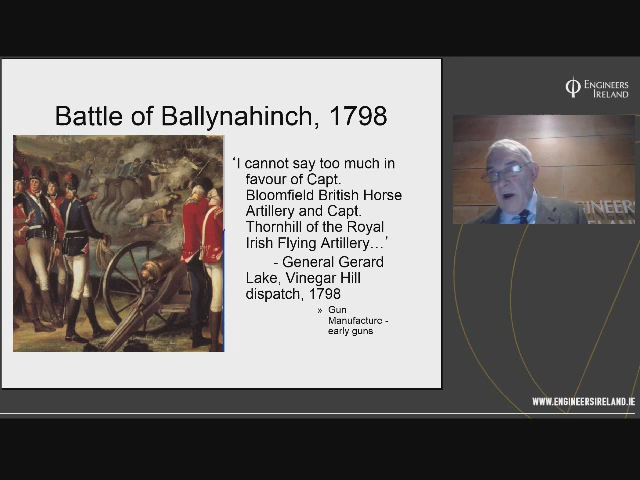 Battle of Ballynahinch, 1798
‘I cannot say too much in
favour of Capt.
Bloomfield British Horse
Artillery and Capt.
Thornhill of the Royal
Irish Flying Artillery…’
- General Gerard
Lake, Vinegar Hill
dispatch, 1798
» Gun
Manufacture -
early guns
ENGINEERS
IRELAND
WWW.ENGINEERSIRELAND.IE